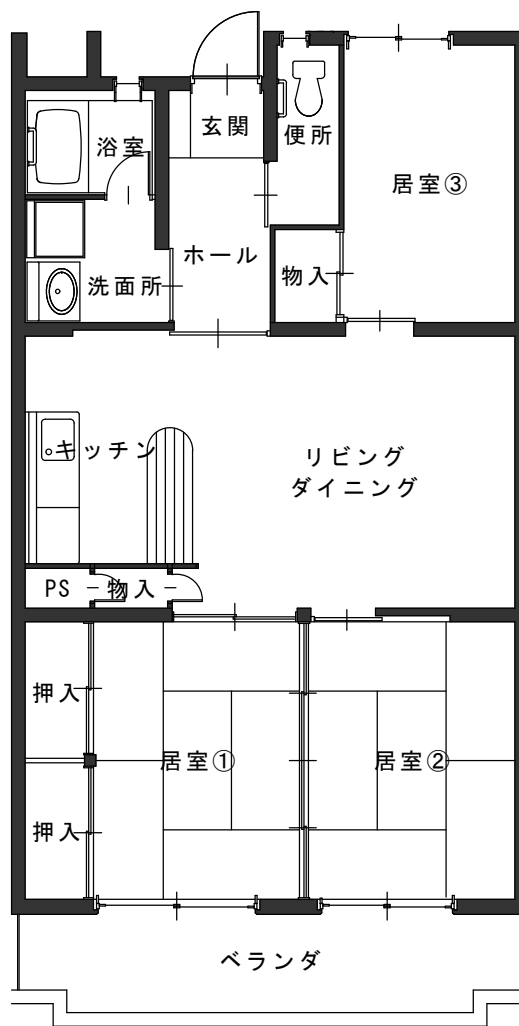 玄関
便所
浴室
居室③
ホール
物入
洗面所
キッチン
リビング
ダイニング
PS
物入
押入
居室①
居室②
押入
ベランダ